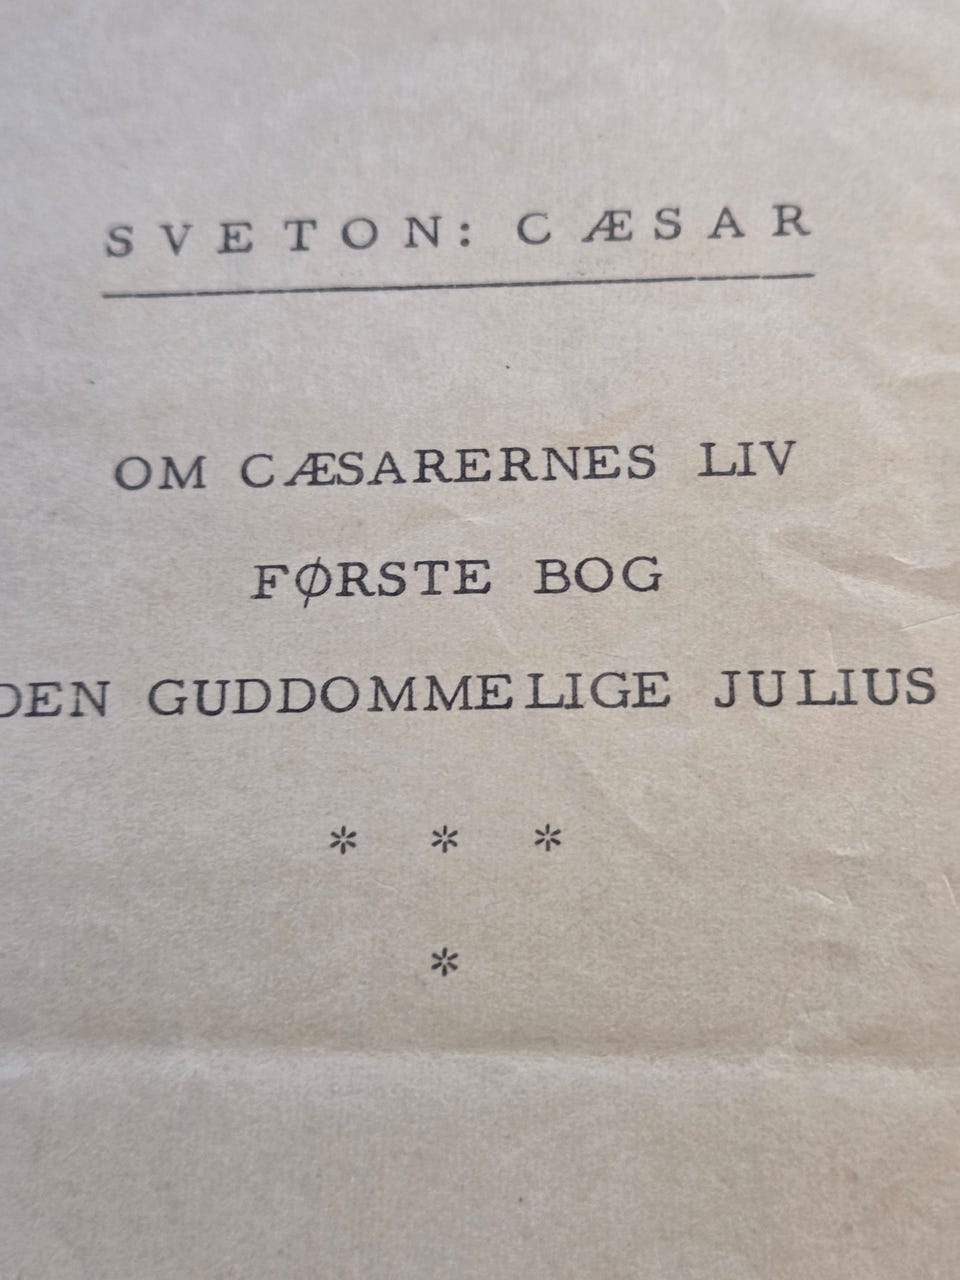 SVETON: CÆSAR
OM CÆSARERNES LIV
FØRSTE BOG
DEN GUDDOMMELIGE JULIUS
* * *
*